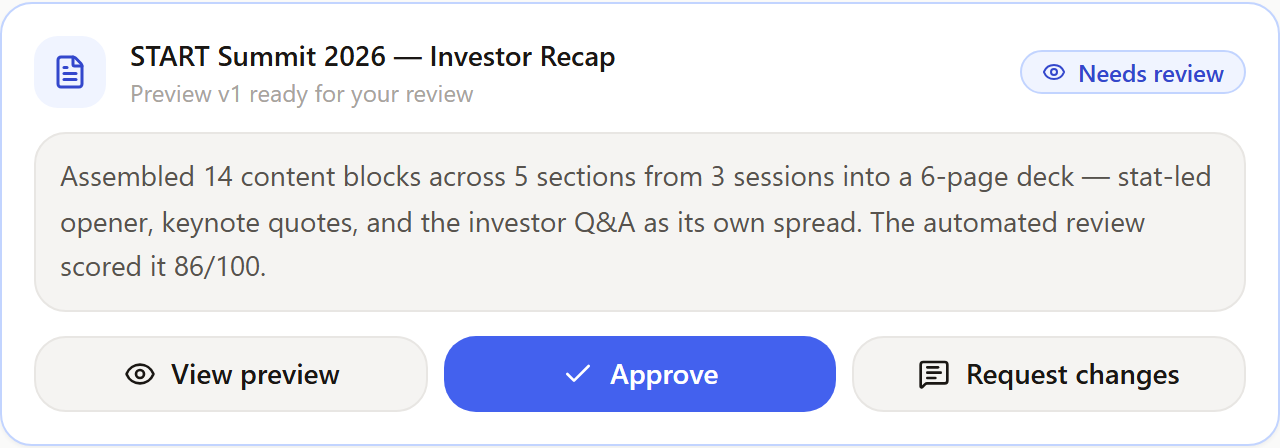 START Summit 2026 — Investor Recap
Preview v1 ready for your review
Needs review
Assembled 14 content blocks across 5 sections from 3 sessions into a 6-page deck — stat-led
opener, keynote quotes, and the investor Q&A as its own spread. The automated review
scored it 86/100.
View preview
Approve
Request changes